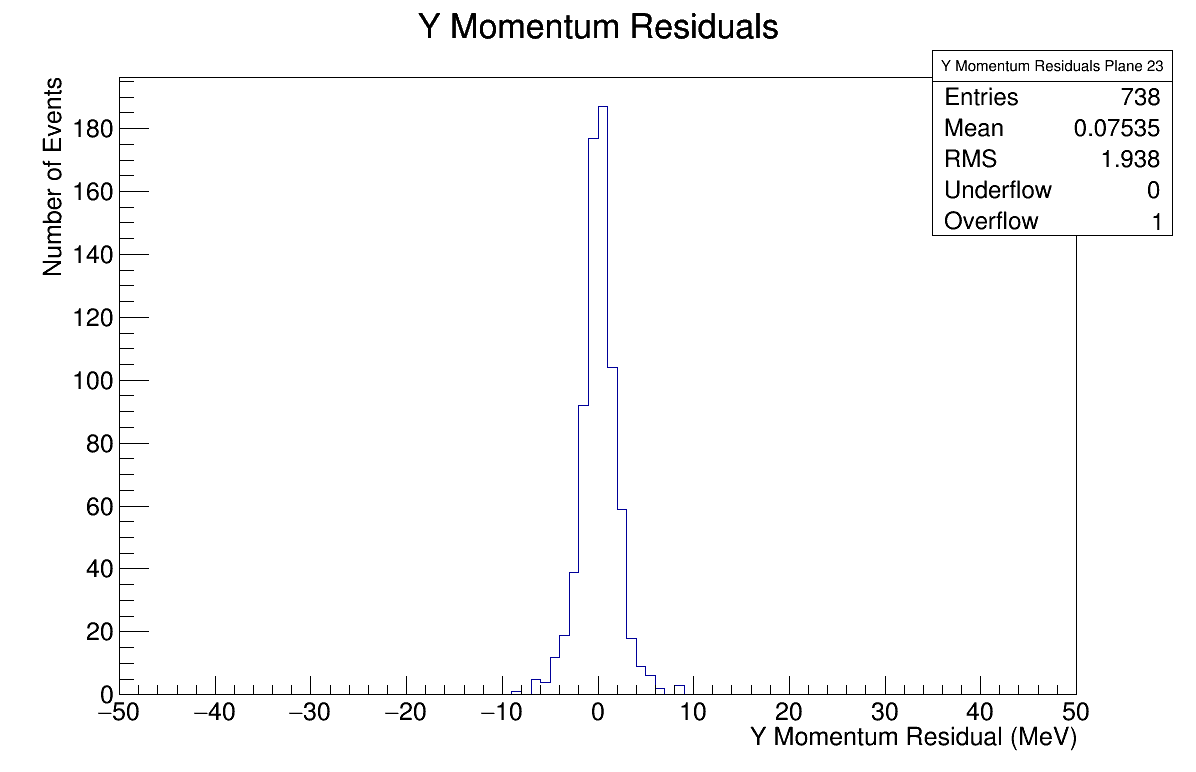 Y Momentum Residuals
Y Momentum Residuals Plane 23
Entries 738
Mean 0.07535
RMS 1.938
Underflow 0
Overflow 1
Number of Events
180
160
140
120
100
80
60
40
20
0
−50 −40 −30 −20 −10 0 10 20 30 40 50
Y Momentum Residual (MeV)